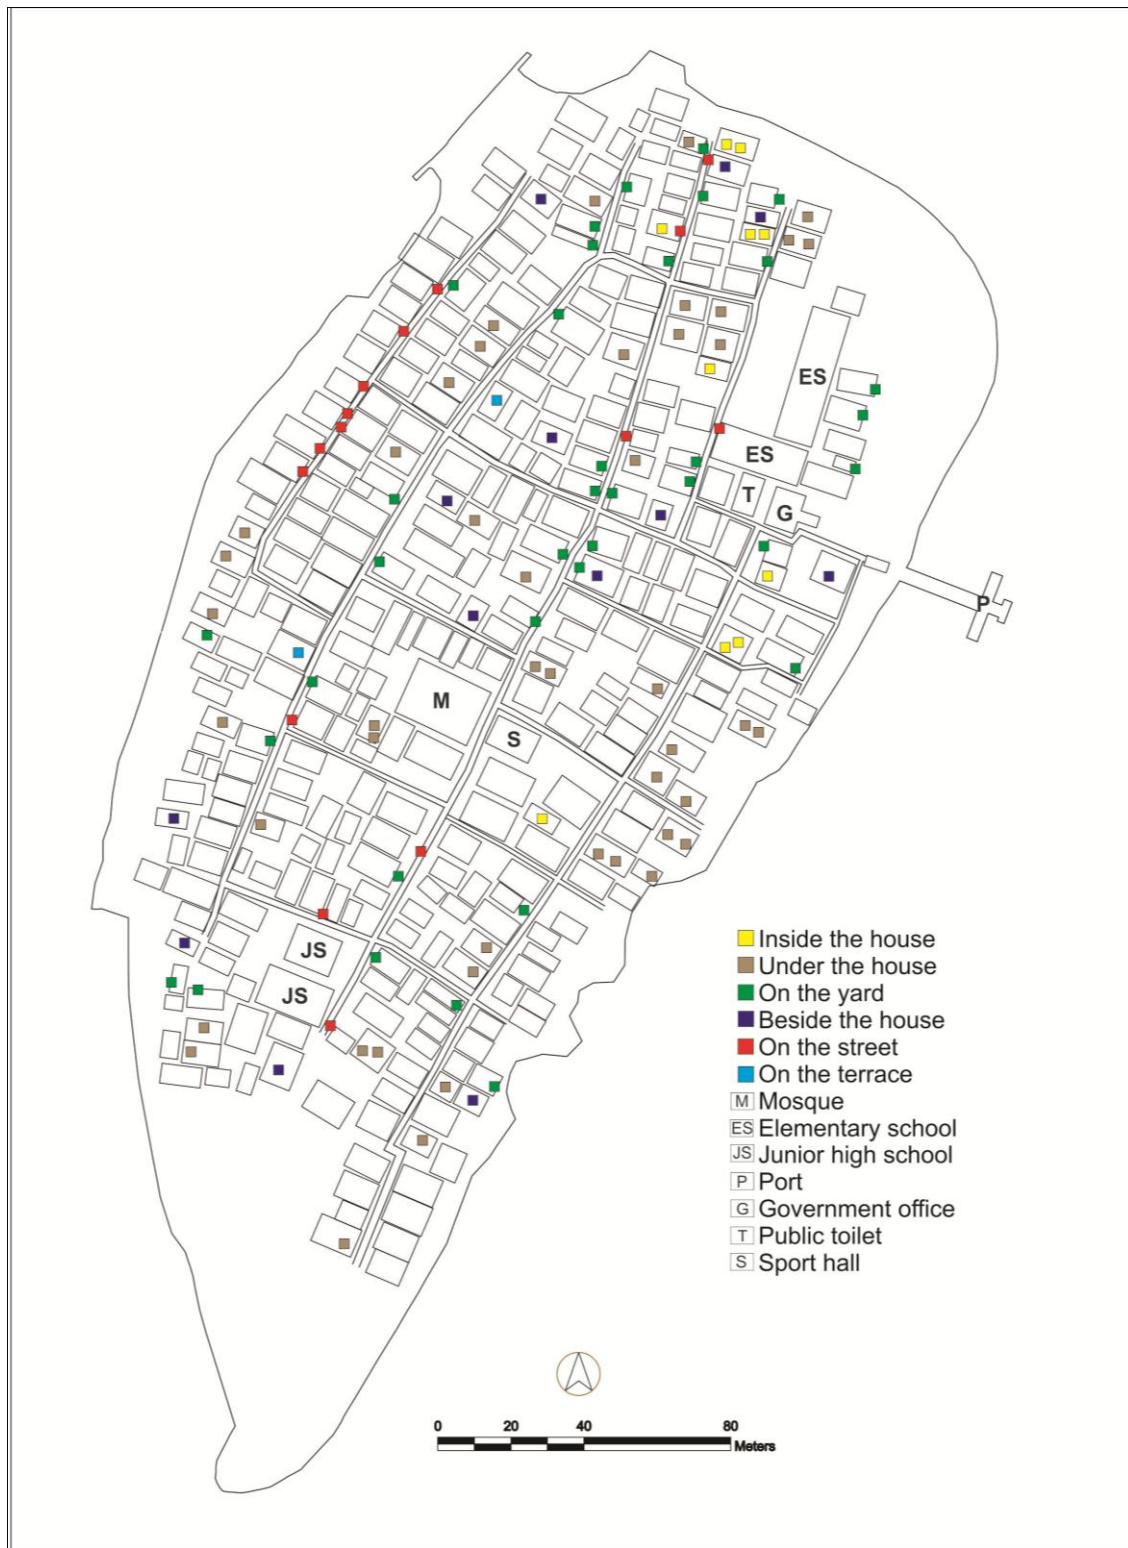 ES
ES
T
G
P
M
S
JS
JS
Inside the house
Under the house
On the yard
Beside the house
On the street
On the terrace
M Mosque
ES Elementary school
JS Junior high school
P Port
G Government office
T Public toilet
S Sport hall
0 20 40 80
Meters